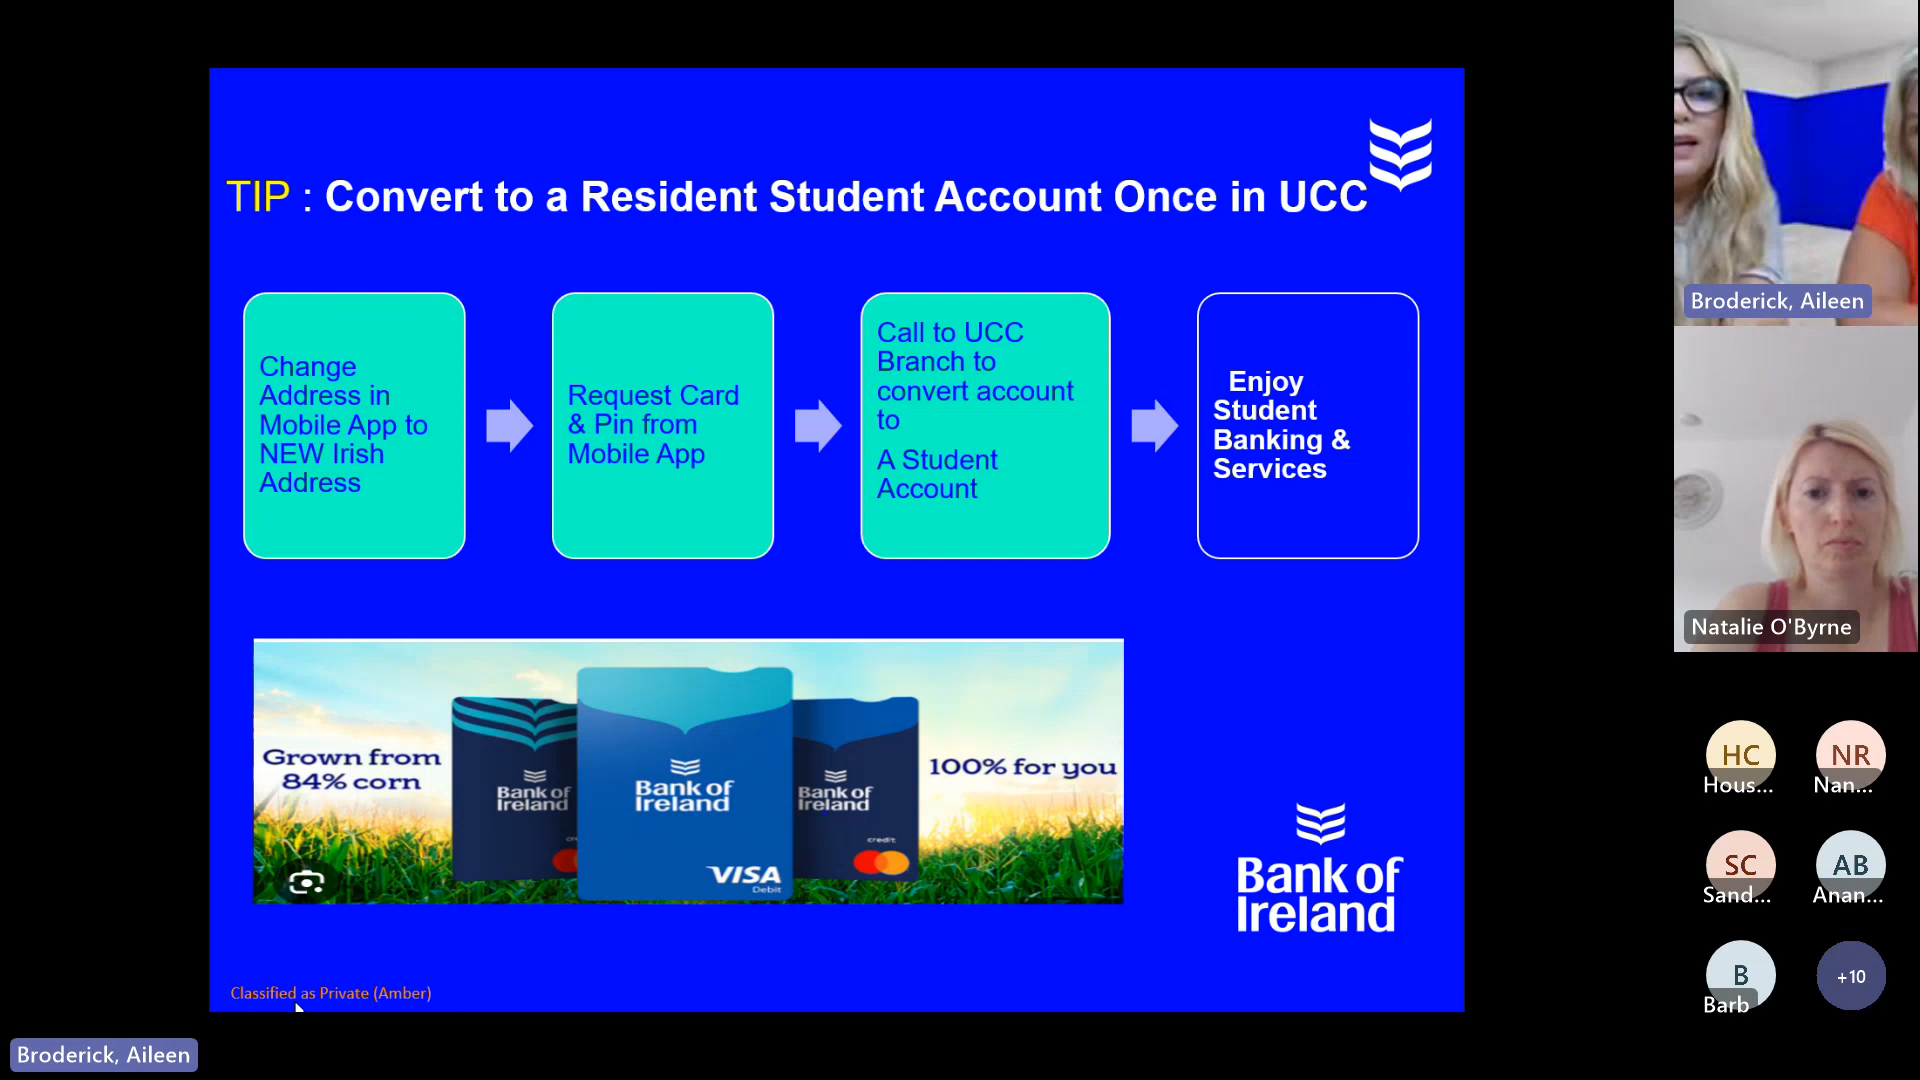 TIP : Convert to a Resident Student Account Once in UCC
Change
Address in
Mobile App to
NEW Irish
Address
Request Card
& Pin from
Mobile App
Call to UCC
Branch to
convert account
to
A Student
Account
Enjoy
Student
Banking &
Services
Grown from
84% corn
Bank of
Ireland
Bank of
Ireland
VISA
Debit
Bank of
Ireland
credit
100% for you
Bank of
Ireland
Classified as Private (Amber)
Broderick, Aileen
Broderick, Aileen
Natalie O'Byrne
HC
Hous...
NR
Nan...
SC
Sand...
AB
Anan...
B
Barb
+10